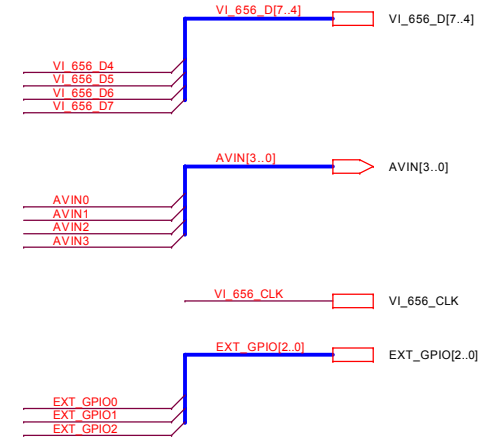 VI_656_D[7..4] VI_656_D[7..4]
VI_656_D4
VI_656_D5
VI_656_D6
VI_656_D7
AVIN[3..0] AVIN[3..0]
AVIN0
AVIN1
AVIN2
AVIN3
VI_656_CLK VI_656_CLK
EXT_GPIO[2..0] EXT_GPIO[2..0]
EXT_GPIO0
EXT_GPIO1
EXT_GPIO2